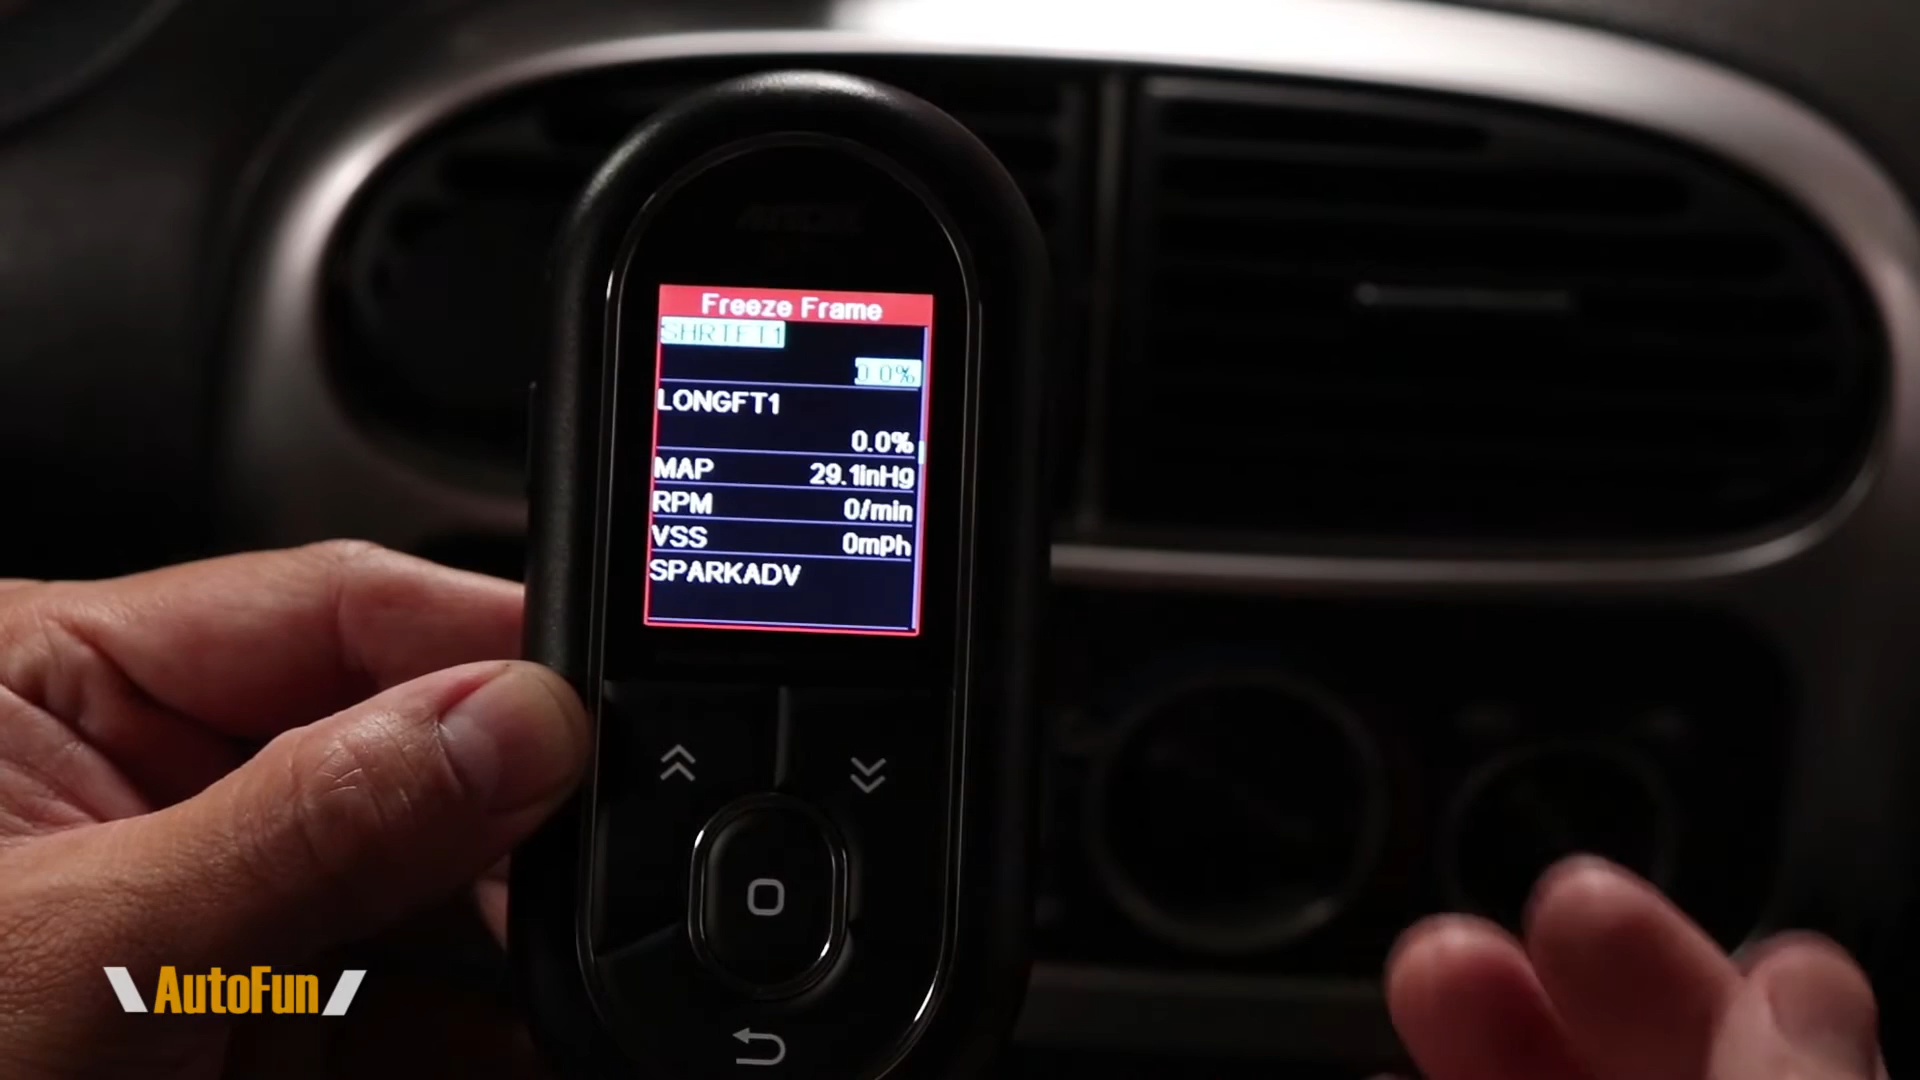 Freeze Frame
SHRTFT1
0.0%
LONGFT1
0.0%
MAP 29.1inHg
RPM 0/min
VSS 0mph
SPARKADV
AutoFun